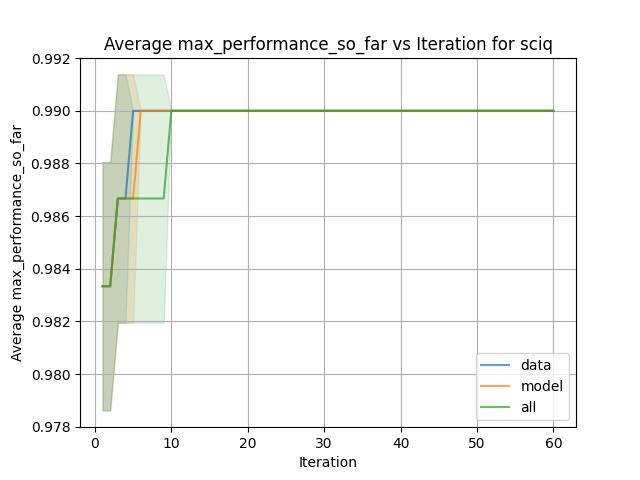 Average max_performance_so_far vs Iteration for sciq
Average max_performance_so_far
0.992
0.990
0.988
0.986
0.984
0.982
0.980
0.978
0 10 20 30 40 50 60
Iteration
data
model
all